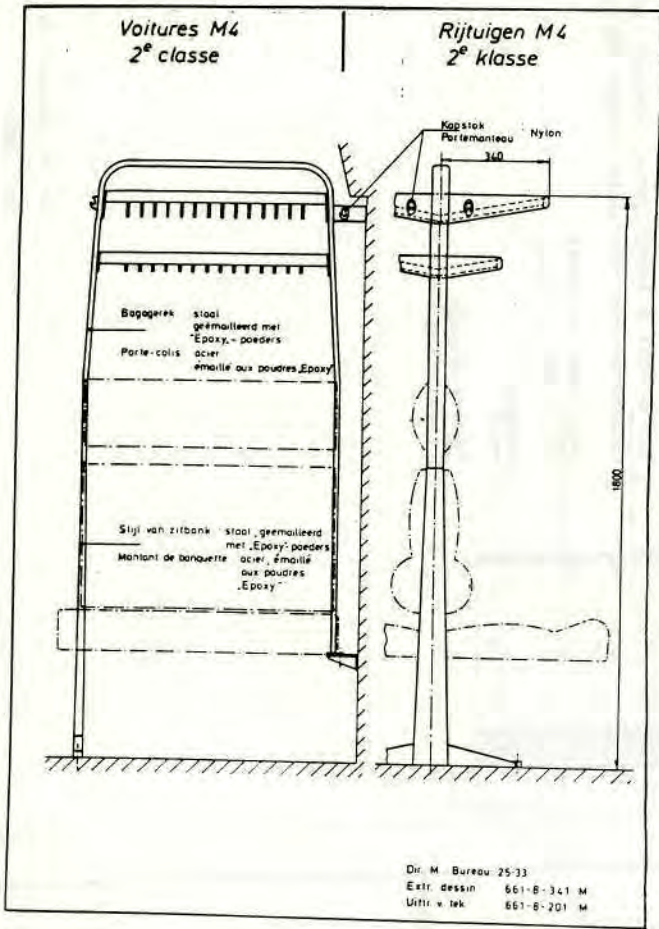 Voitures M4
2e classe
Rijtuigen M4
2e klasse
Kapstok
Portemanteau Nylon
340
Bagagerek staal
geëmailleerd met
"Epoxy„-poeders
Porte-colis acier
émaillé aux poudres „Epoxy"
1800
Stijl van zitbank staal, geëmailleerd
met „Epoxy"-poeders
Montant de banquette acier, émaillé
aux poudres
„Epoxy"
Dir. M. Bureau 25-33
Extr. dessin 661-8-341 M
Uittr. v. tek. 661-8-201 M